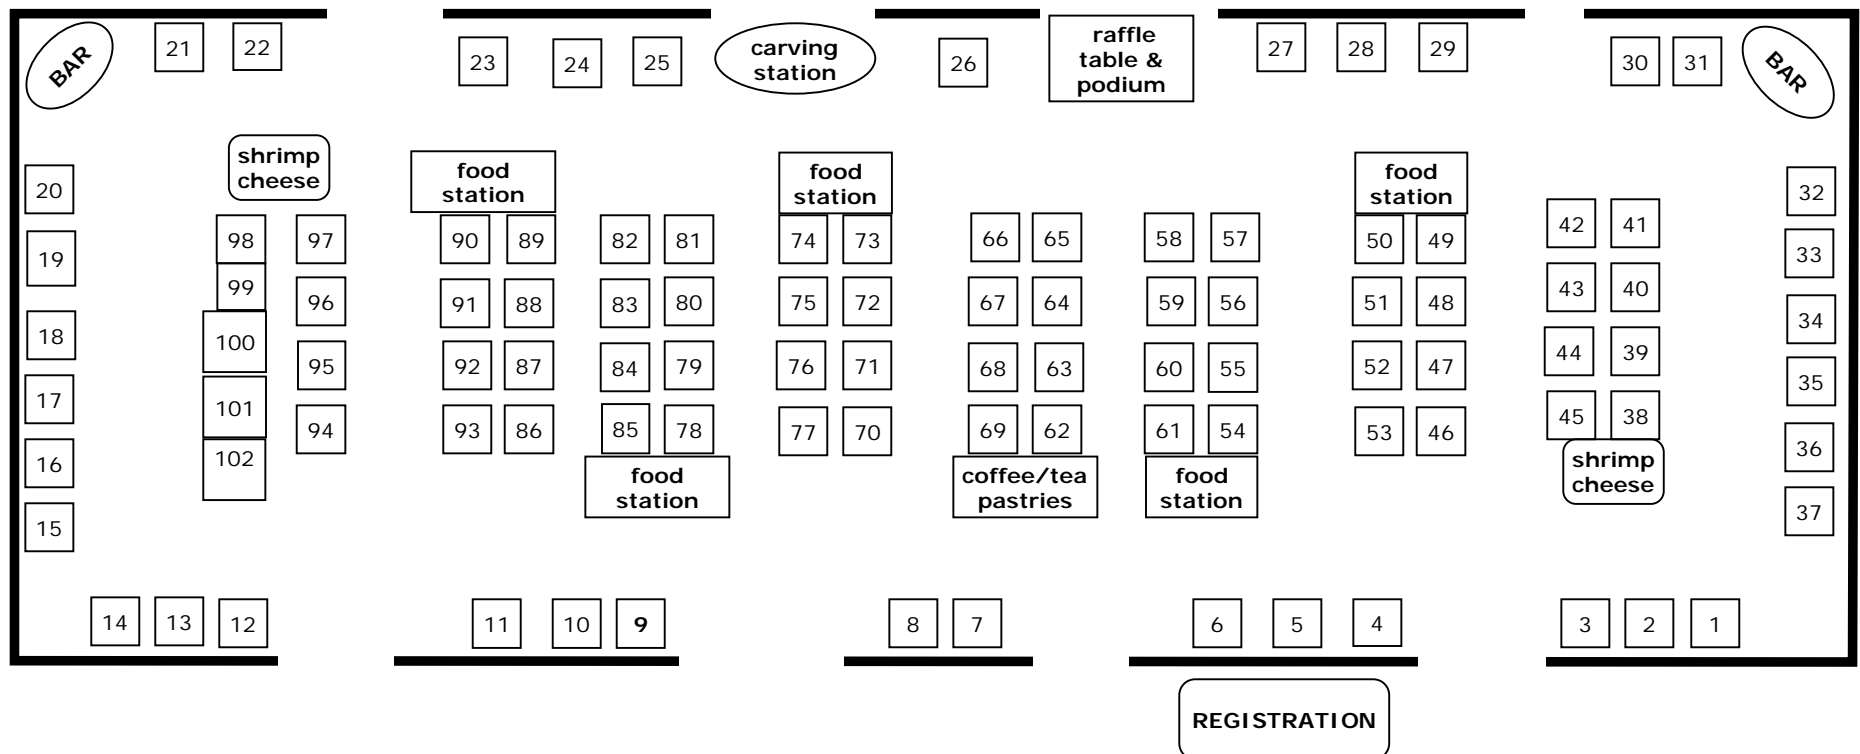 BAR
21 22
23 24 25
carving
station
26
raffle
table &
podium
27 28 29
30 31
BAR
shrimp
cheese
food
station
food
station
food
station
20
32
98 97 90 89 82 81 74 73 66 65 58 57 50 49 42 41
19
33
99 96 91 88 83 80 75 72 67 64 59 56 51 48 43 40
18
34
100 95 92 87 84 79 76 71 68 63 60 55 52 47 44 39
17
35
101 94 93 86 85 78 77 70 69 62 61 54 53 46 45 38
16
36
102
food
station
coffee/tea
pastries
food
station
shrimp
cheese
15
37
14 13 12 11 10 9 8 7 6 5 4 3 2 1
REGISTRATION